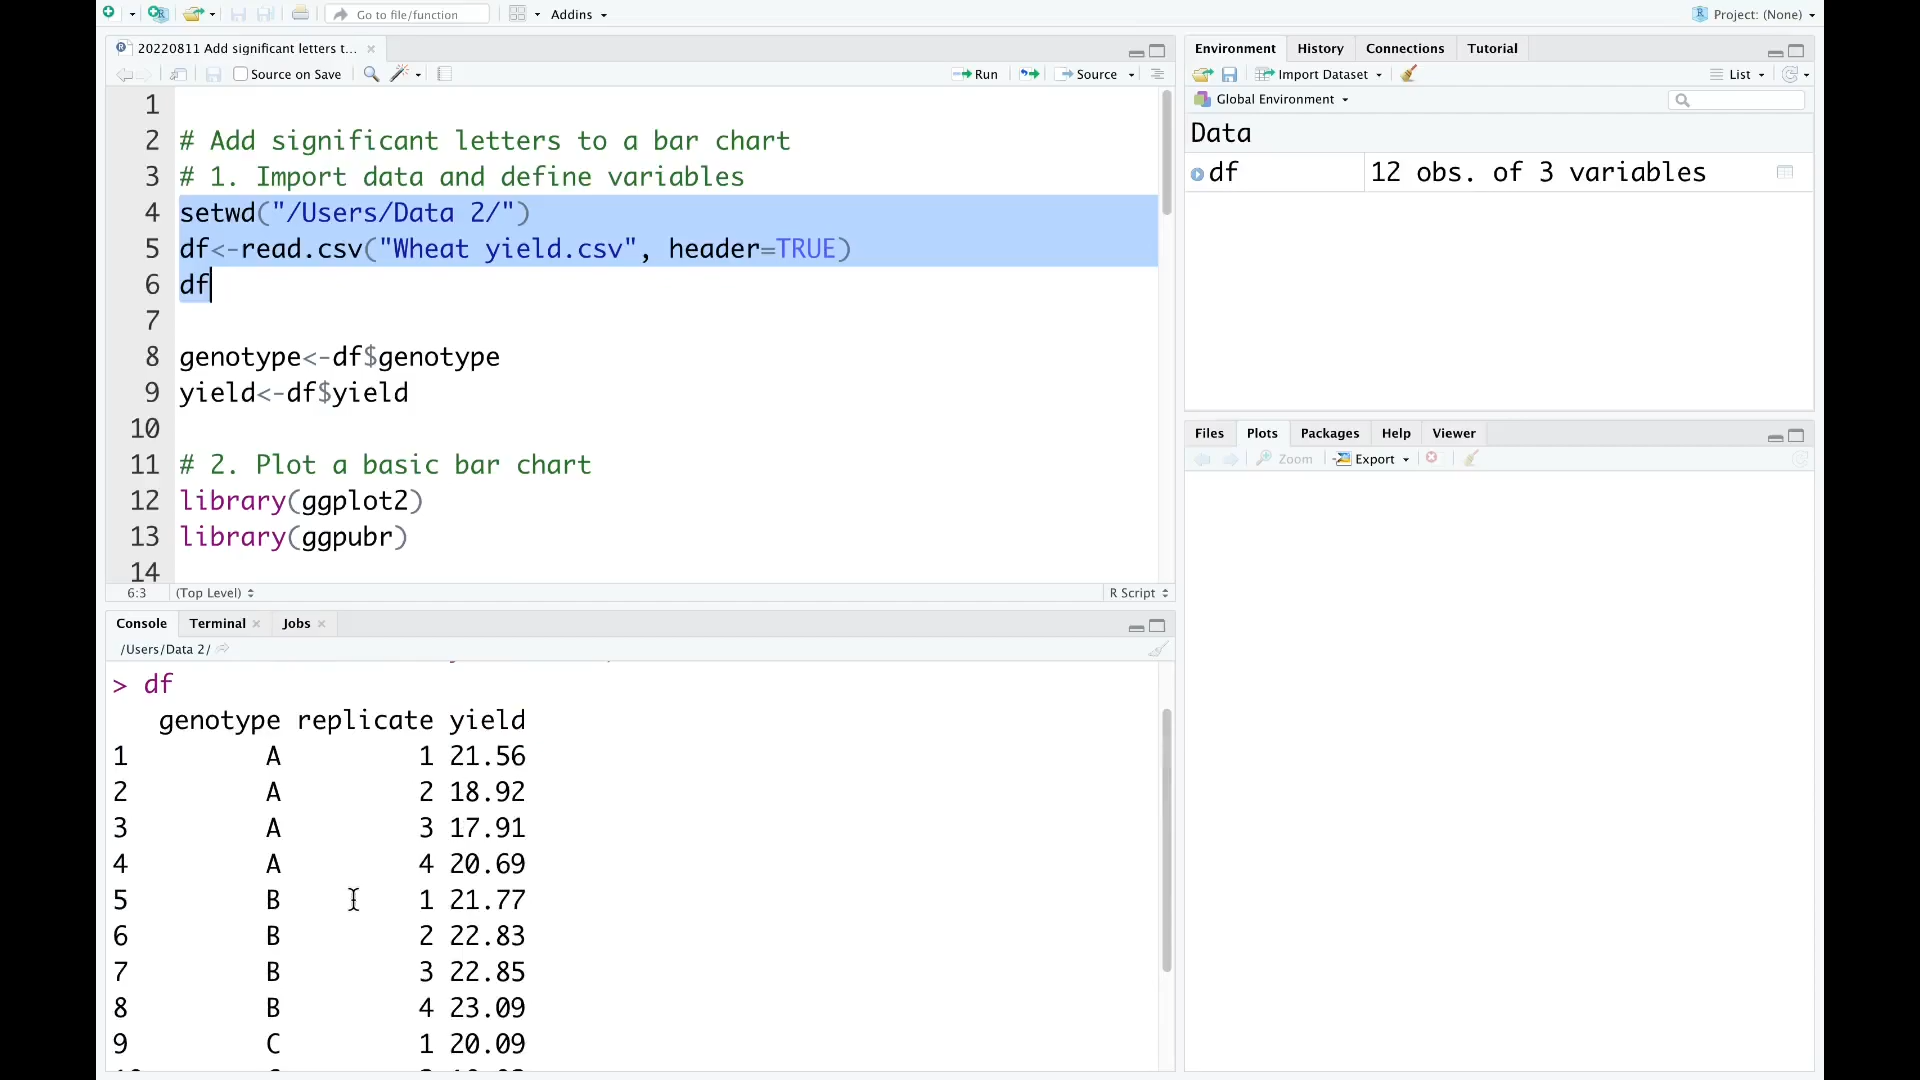 Go to file/function
Addins
Project: (None)
20220811 Add significant letters t...
Source on Save
Run
Source
1
2 # Add significant letters to a bar chart
3 # 1. Import data and define variables
4 setwd("/Users/Data 2/")
5 df<-read.csv("Wheat yield.csv", header=TRUE)
6 df
7
8 genotype<-df$genotype
9 yield<-df$yield
10
11 # 2. Plot a basic bar chart
12 library(ggplot2)
13 library(ggpubr)
14
6:3 (Top Level) R Script
Console Terminal Jobs
/Users/Data 2/
> df
genotype replicate yield
1 A 1 21.56
2 A 2 18.92
3 A 3 17.91
4 A 4 20.69
5 B 1 21.77
6 B 2 22.83
7 B 3 22.85
8 B 4 23.09
9 C 1 20.09
Environment History Connections Tutorial
Import Dataset List
Global Environment
Data
df 12 obs. of 3 variables
Files Plots Packages Help Viewer
Zoom Export